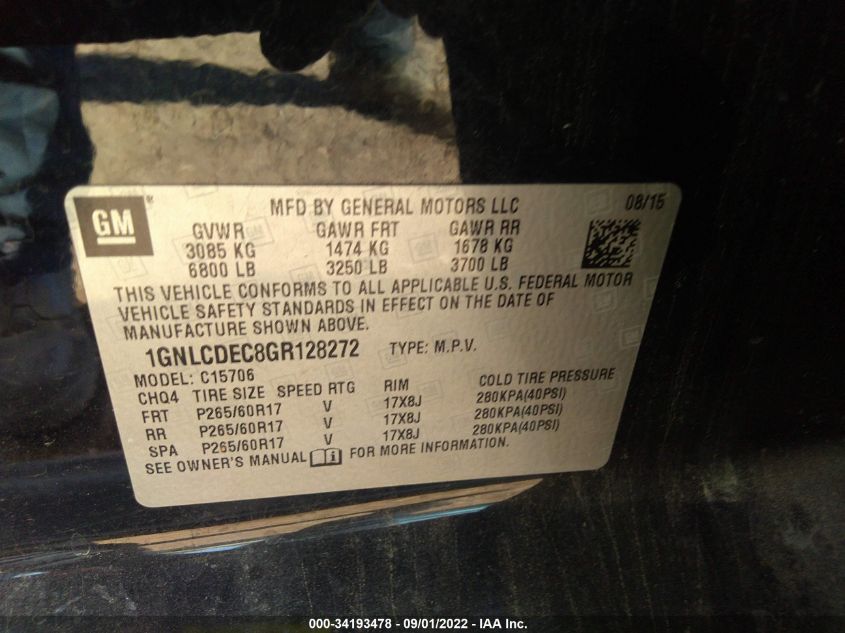 GM ®
MFD BY GENERAL MOTORS LLC 08/15
GVWR GAWR FRT GAWR RR
3085 KG 1474 KG 1678 KG
6800 LB 3250 LB 3700 LB
THIS VEHICLE CONFORMS TO ALL APPLICABLE U.S. FEDERAL MOTOR
VEHICLE SAFETY STANDARDS IN EFFECT ON THE DATE OF
MANUFACTURE SHOWN ABOVE.
1GNLCDEC8GR128272 TYPE: M.P.V.
MODEL: C15706
CHQ4 TIRE SIZE SPEED RTG RIM COLD TIRE PRESSURE
FRT P265/60R17 V 17X8J 280KPA(40PSI)
RR P265/60R17 V 17X8J 280KPA(40PSI)
SPA P265/60R17 V 17X8J 280KPA(40PSI)
SEE OWNER'S MANUAL i FOR MORE INFORMATION.
000-34193478 - 09/01/2022 - IAA Inc.